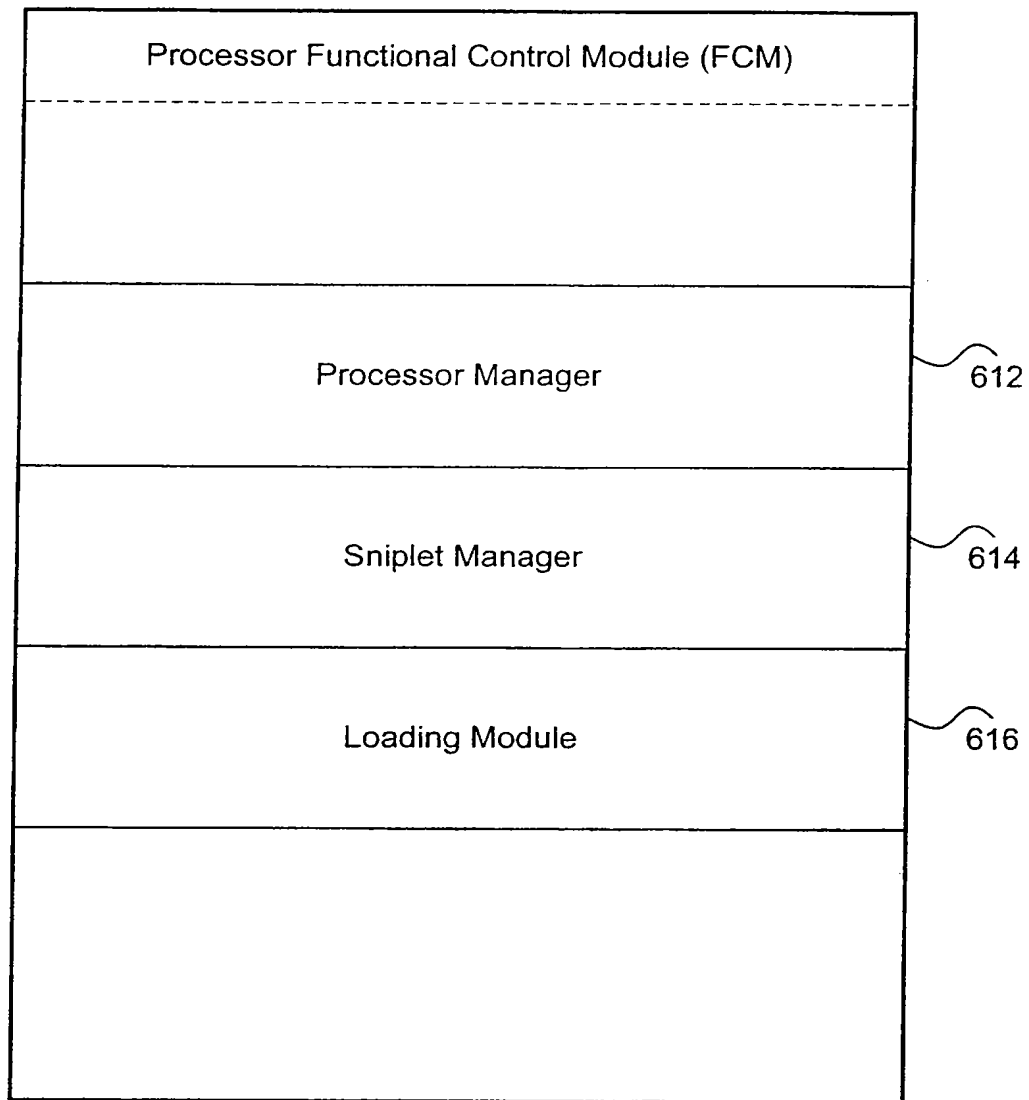 Processor Functional Control Module (FCM)
Processor Manager
612
Sniplet Manager
614
Loading Module
616